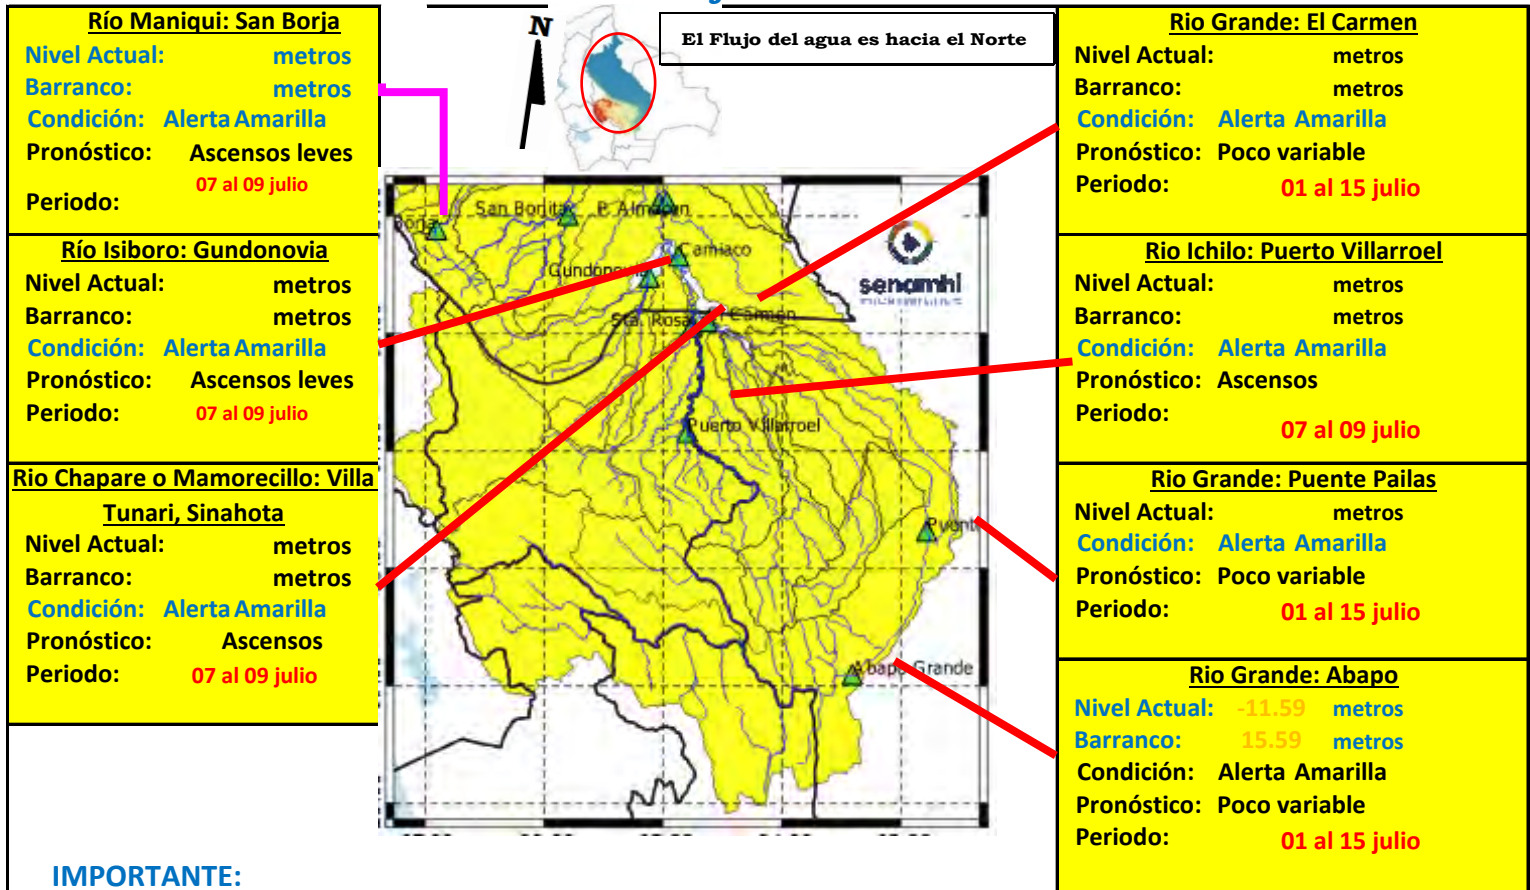 Río Maniqui: San Borja
Nivel Actual: metros
Barranco: metros
Condición: Alerta Amarilla
Pronóstico: Ascensos leves
07 al 09 julio
Periodo:
Río Isiboro: Gundonovia
Nivel Actual: metros
Barranco: metros
Condición: Alerta Amarilla
Pronóstico: Ascensos leves
Periodo: 07 al 09 julio
Rio Chapare o Mamorecillo: Villa
Tunari, Sinahota
Nivel Actual: metros
Barranco: metros
Condición: Alerta Amarilla
Pronóstico: Ascensos
Periodo: 07 al 09 julio
IMPORTANTE:
N
El Flujo del agua es hacia el Norte
San Bonita
P. Almacen
Camiaco
Gundonovia
senamhi
Sta. Rosa
Carmen
Puerto Villarroel
Puent
Abapo Grande
Rio Grande: El Carmen
Nivel Actual: metros
Barranco: metros
Condición: Alerta Amarilla
Pronóstico: Poco variable
Periodo: 01 al 15 julio
Rio Ichilo: Puerto Villarroel
Nivel Actual: metros
Barranco: metros
Condición: Alerta Amarilla
Pronóstico: Ascensos
Periodo:
07 al 09 julio
Rio Grande: Puente Pailas
Nivel Actual: metros
Condición: Alerta Amarilla
Pronóstico: Poco variable
Periodo: 01 al 15 julio
Rio Grande: Abapo
Nivel Actual: -11.59 metros
Barranco: 15.59 metros
Condición: Alerta Amarilla
Pronóstico: Poco variable
Periodo: 01 al 15 julio